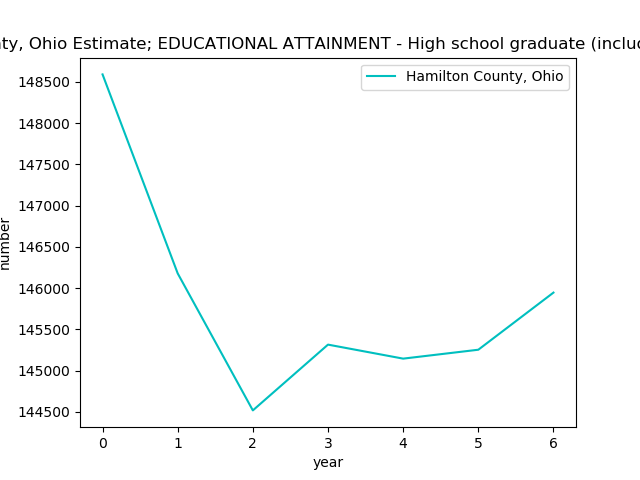 ty, Ohio Estimate; EDUCATIONAL ATTAINMENT - High school graduate (inclu
Hamilton County, Ohio
148500
148000
147500
147000
146500
146000
145500
145000
144500
number
0 1 2 3 4 5 6
year